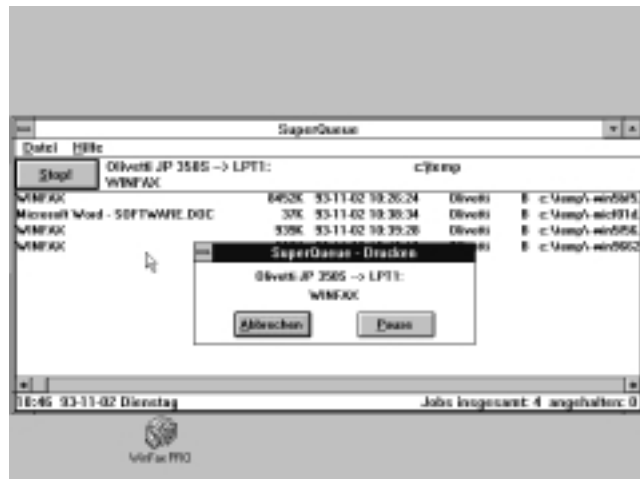 SuperQueue
Datei Hilfe
Stop! Olivetti JP 350S --> LPT1: c:\temp
WINFAX
WINFAX 8452K 93-11-02 10:26:24 Olivetti B
Microsoft Word - SOFTWARE.DOC 37K 93-11-02 10:38:34 Olivetti B
WINFAX 939K 93-11-02 10:39:28 Olivetti B
WINFAX B
SuperQueue - Drucken
Olivetti JP 350S --> LPT1:
WINFAX
Abbrechen Pause
10:46 93-11-02 Dienstag Jobs insgesamt: 4 angehalten: 0
WinFax PRO